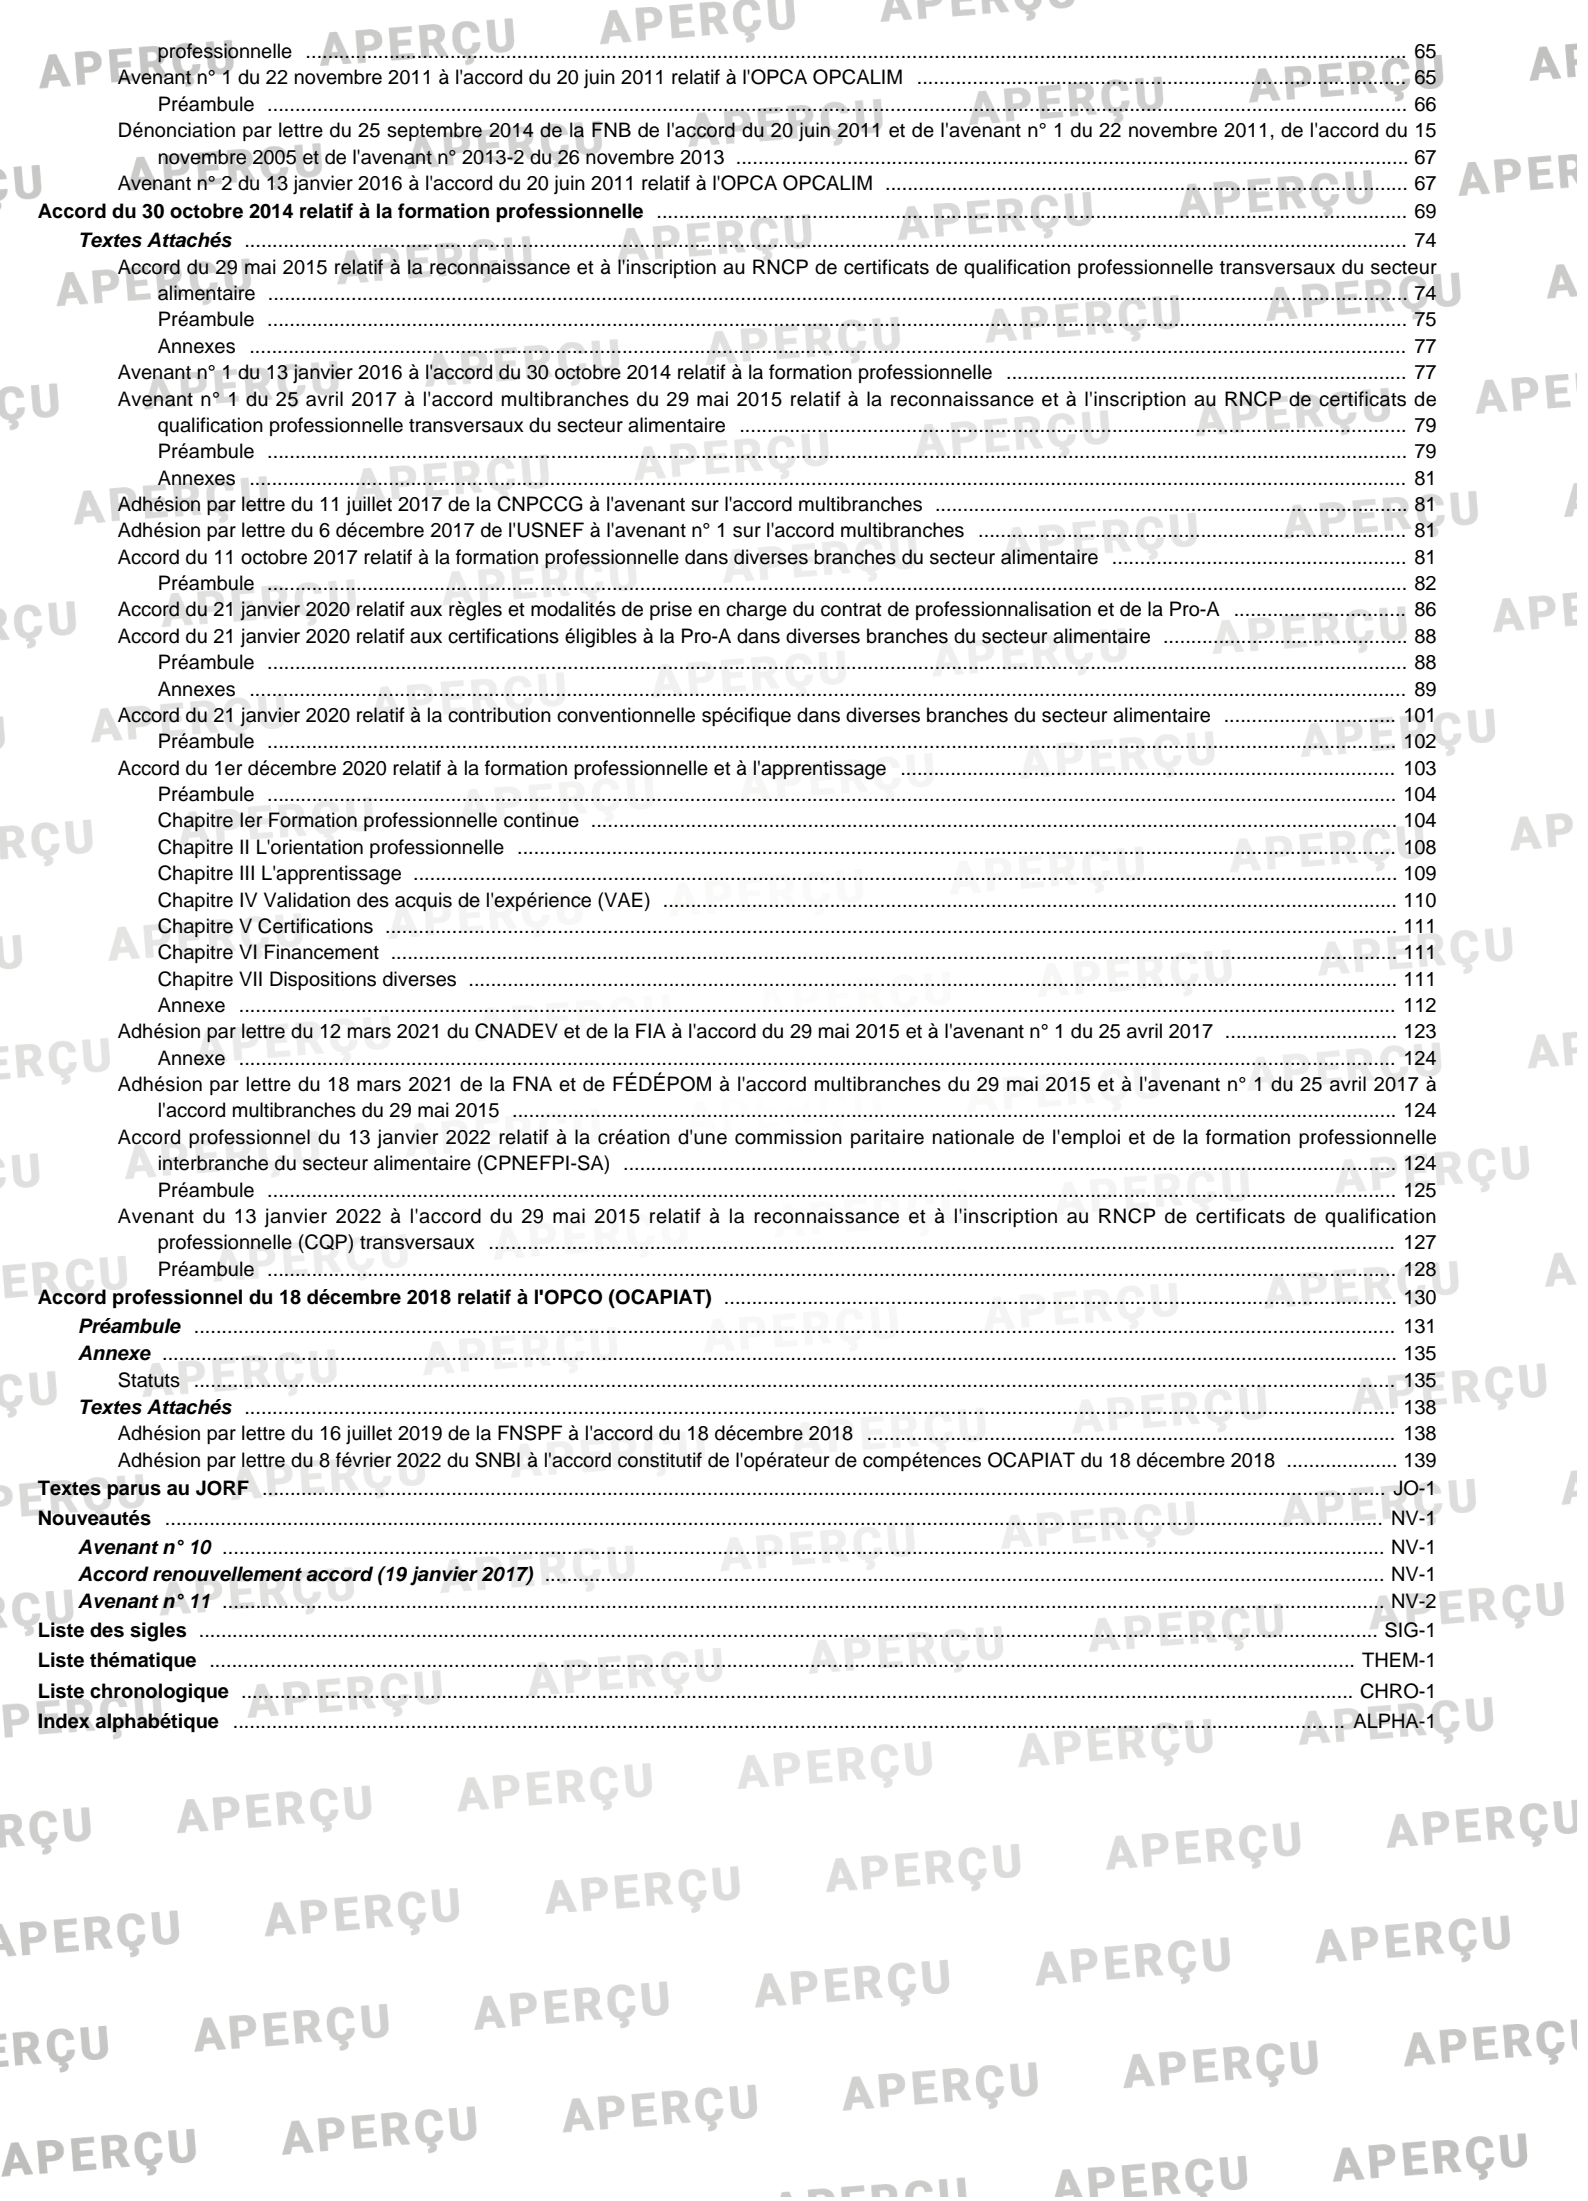 professionnelle ........ 65
Avenant n° 1 du 22 novembre 2011 à l'accord du 20 juin 2011 relatif à l'OPCA OPCALIM ........ 65
Préambule ........ 66
Dénonciation par lettre du 25 septembre 2014 de la FNB de l'accord du 20 juin 2011 et de l'avenant n° 1 du 22 novembre 2011, de l'accord du 15
novembre 2005 et de l'avenant n° 2013-2 du 26 novembre 2013 ........ 67
Avenant n° 2 du 13 janvier 2016 à l'accord du 20 juin 2011 relatif à l'OPCA OPCALIM ........ 67
Accord du 30 octobre 2014 relatif à la formation professionnelle ........ 69
Textes Attachés ........ 74
Accord du 29 mai 2015 relatif à la reconnaissance et à l'inscription au RNCP de certificats de qualification professionnelle transversaux du secteur
alimentaire ........ 74
Préambule ........ 75
Annexes ........ 77
Avenant n° 1 du 13 janvier 2016 à l'accord du 30 octobre 2014 relatif à la formation professionnelle ........ 77
Avenant n° 1 du 25 avril 2017 à l'accord multibranches du 29 mai 2015 relatif à la reconnaissance et à l'inscription au RNCP de certificats de
qualification professionnelle transversaux du secteur alimentaire ........ 79
Préambule ........ 79
Annexes ........ 81
Adhésion par lettre du 11 juillet 2017 de la CNPCCG à l'avenant sur l'accord multibranches ........ 81
Adhésion par lettre du 6 décembre 2017 de l'USNEF à l'avenant n° 1 sur l'accord multibranches ........ 81
Accord du 11 octobre 2017 relatif à la formation professionnelle dans diverses branches du secteur alimentaire ........ 81
Préambule ........ 82
Accord du 21 janvier 2020 relatif aux règles et modalités de prise en charge du contrat de professionnalisation et de la Pro-A ........ 86
Accord du 21 janvier 2020 relatif aux certifications éligibles à la Pro-A dans diverses branches du secteur alimentaire ........ 88
Préambule ........ 88
Annexes ........ 89
Accord du 21 janvier 2020 relatif à la contribution conventionnelle spécifique dans diverses branches du secteur alimentaire ........ 101
Préambule ........ 102
Accord du 1er décembre 2020 relatif à la formation professionnelle et à l'apprentissage ........ 103
Préambule ........ 104
Chapitre Ier Formation professionnelle continue ........ 104
Chapitre II L'orientation professionnelle ........ 108
Chapitre III L'apprentissage ........ 109
Chapitre IV Validation des acquis de l'expérience (VAE) ........ 110
Chapitre V Certifications ........ 111
Chapitre VI Financement ........ 111
Chapitre VII Dispositions diverses ........ 111
Annexe ........ 112
Adhésion par lettre du 12 mars 2021 du CNADEV et de la FIA à l'accord du 29 mai 2015 et à l'avenant n° 1 du 25 avril 2017 ........ 123
Annexe ........ 124
Adhésion par lettre du 18 mars 2021 de la FNA et de FÉDÉPOM à l'accord multibranches du 29 mai 2015 et à l'avenant n° 1 du 25 avril 2017 à
l'accord multibranches du 29 mai 2015 ........ 124
Accord professionnel du 13 janvier 2022 relatif à la création d'une commission paritaire nationale de l'emploi et de la formation professionnelle
interbranche du secteur alimentaire (CPNEFPI-SA) ........ 124
Préambule ........ 125
Avenant du 13 janvier 2022 à l'accord du 29 mai 2015 relatif à la reconnaissance et à l'inscription au RNCP de certificats de qualification
professionnelle (CQP) transversaux ........ 127
Préambule ........ 128
Accord professionnel du 18 décembre 2018 relatif à l'OPCO (OCAPIAT) ........ 130
Préambule ........ 131
Annexe ........ 135
Statuts ........ 135
Textes Attachés ........ 138
Adhésion par lettre du 16 juillet 2019 de la FNSPF à l'accord du 18 décembre 2018 ........ 138
Adhésion par lettre du 8 février 2022 du SNBI à l'accord constitutif de l'opérateur de compétences OCAPIAT du 18 décembre 2018 ........ 139
Textes parus au JORF ........ JO-1
Nouveautés ........ NV-1
Avenant n° 10 ........ NV-1
Accord renouvellement accord (19 janvier 2017) ........ NV-1
Avenant n° 11 ........ NV-2
Liste des sigles ........ SIG-1
Liste thématique ........ THEM-1
Liste chronologique ........ CHRO-1
Index alphabétique ........ ALPHA-1
APERÇU